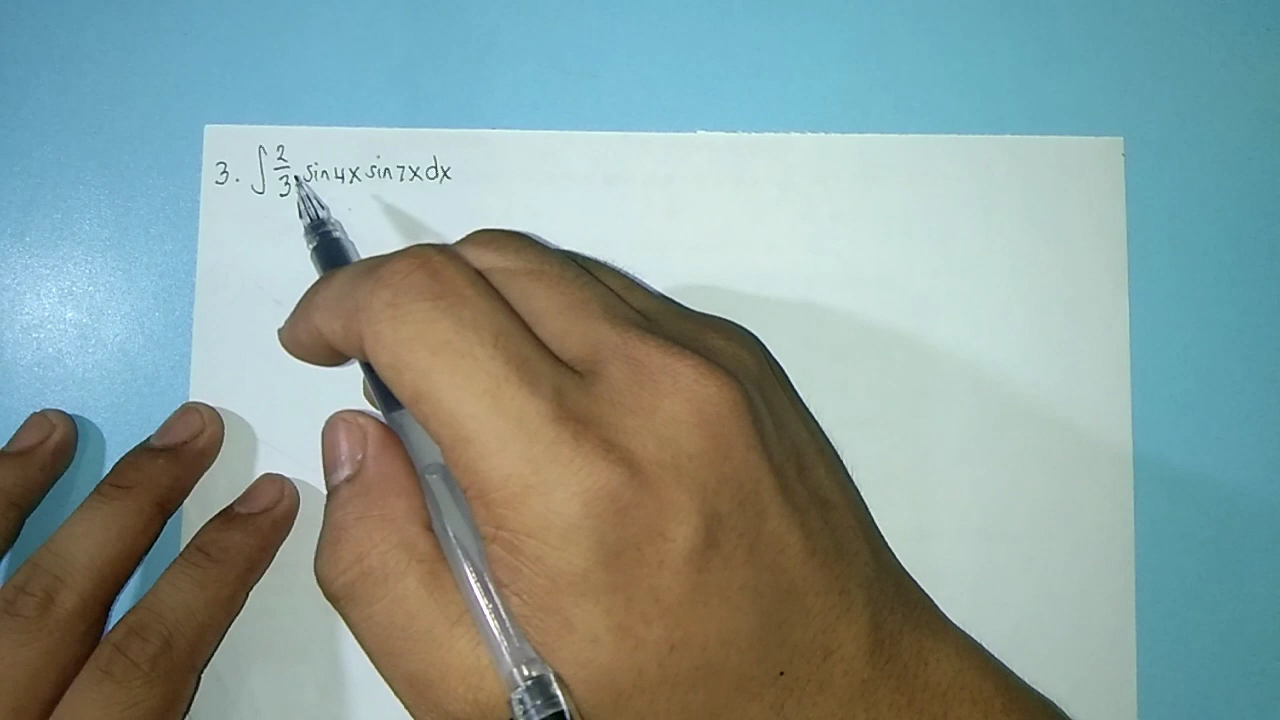 3. ∫ 2/3 sin 4x sin 7x dx